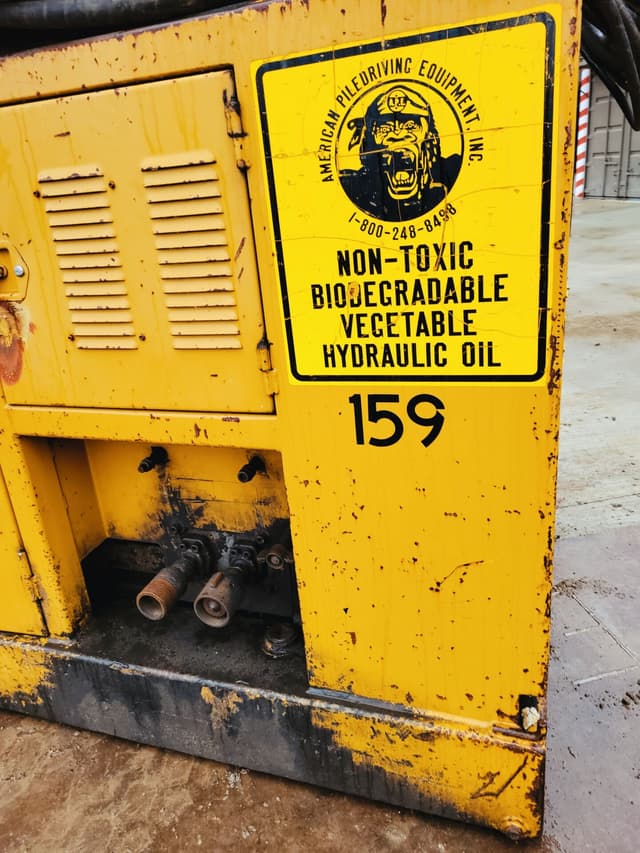 AMERICAN PILEDRIVING EQUIPMENT, INC.
1-800-248-8498
NON-TOXIC
BIODEGRADABLE
VEGETABLE
HYDRAULIC OIL
159